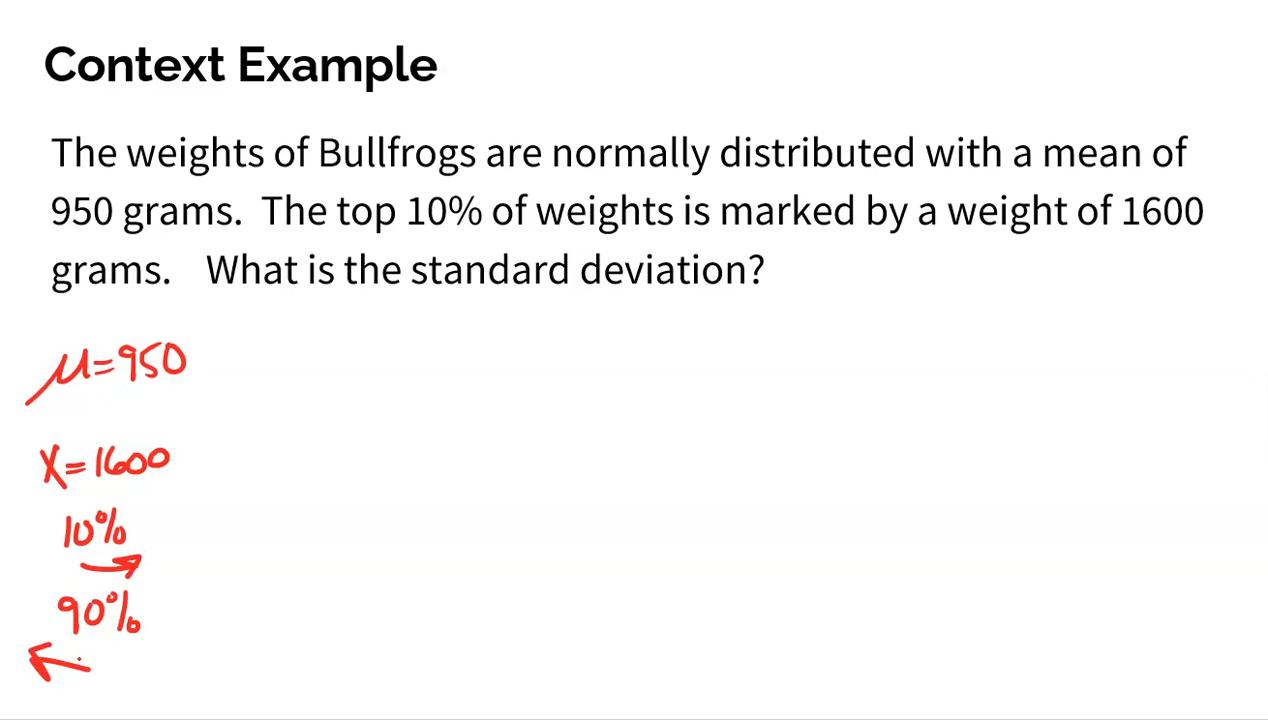 Context Example
The weights of Bullfrogs are normally distributed with a mean of
950 grams. The top 10% of weights is marked by a weight of 1600
grams. What is the standard deviation?
μ=950
X=1600
10%
90%